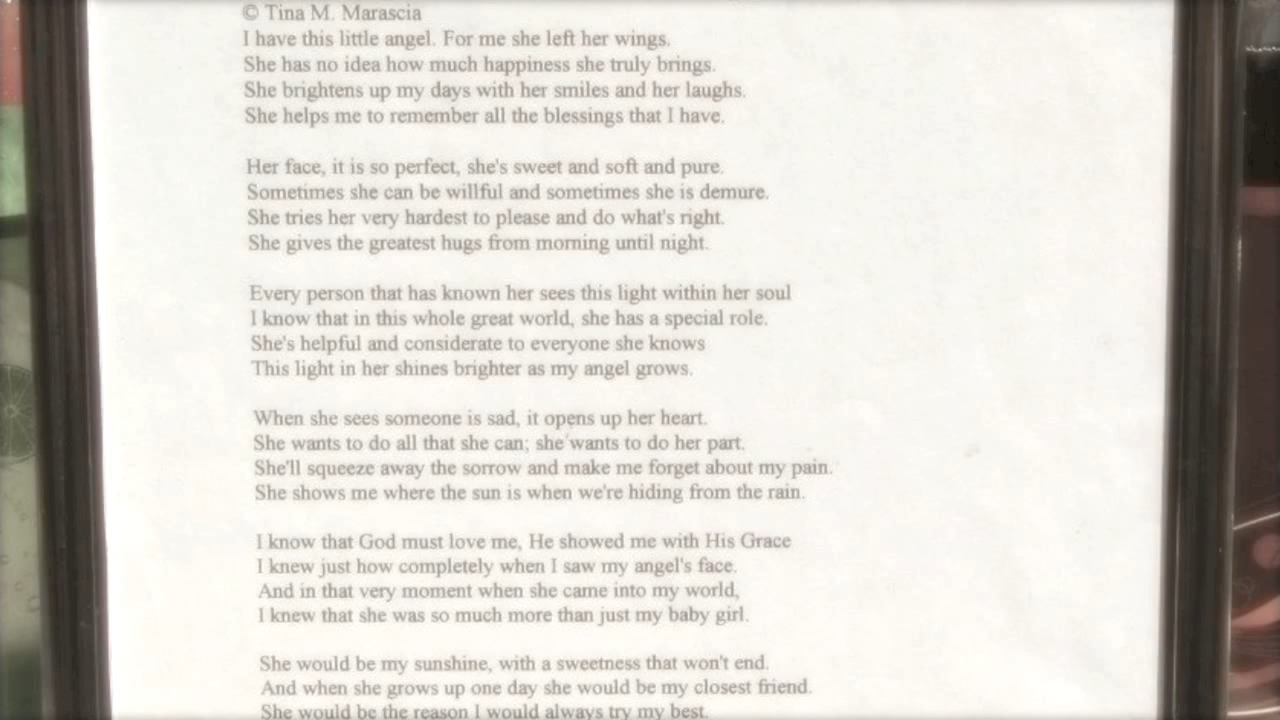 © Tina M. Marascia
I have this little angel. For me she left her wings.
She has no idea how much happiness she truly brings.
She brightens up my days with her smiles and her laughs.
She helps me to remember all the blessings that I have.
Her face, it is so perfect, she's sweet and soft and pure.
Sometimes she can be willful and sometimes she is demure.
She tries her very hardest to please and do what's right.
She gives the greatest hugs from morning until night.
Every person that has known her sees this light within her soul
I know that in this whole great world, she has a special role.
She's helpful and considerate to everyone she knows
This light in her shines brighter as my angel grows.
When she sees someone is sad, it opens up her heart.
She wants to do all that she can; she wants to do her part.
She'll squeeze away the sorrow and make me forget about my pain.
She shows me where the sun is when we're hiding from the rain.
I know that God must love me, He showed me with His Grace
I knew just how completely when I saw my angel's face.
And in that very moment when she came into my world,
I knew that she was so much more than just my baby girl.
She would be my sunshine, with a sweetness that won't end.
And when she grows up one day she would be my closest friend.
She would be the reason I would always try my best.